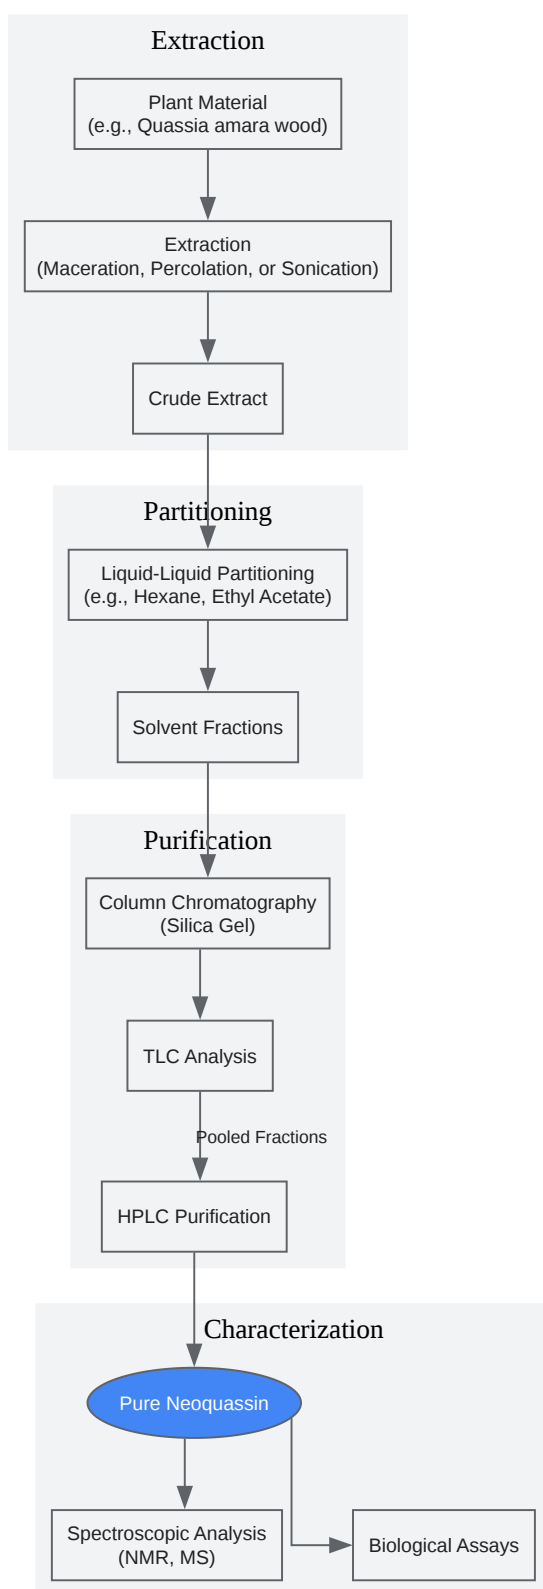 Extraction
Plant Material
(e.g., Quassia amara wood)
Extraction
(Maceration, Percolation, or Sonication)
Crude Extract
Partitioning
Liquid-Liquid Partitioning
(e.g., Hexane, Ethyl Acetate)
Solvent Fractions
Purification
Column Chromatography
(Silica Gel)
TLC Analysis
Pooled Fractions
HPLC Purification
Characterization
Pure Neoquassin
Spectroscopic Analysis
(NMR, MS)
Biological Assays